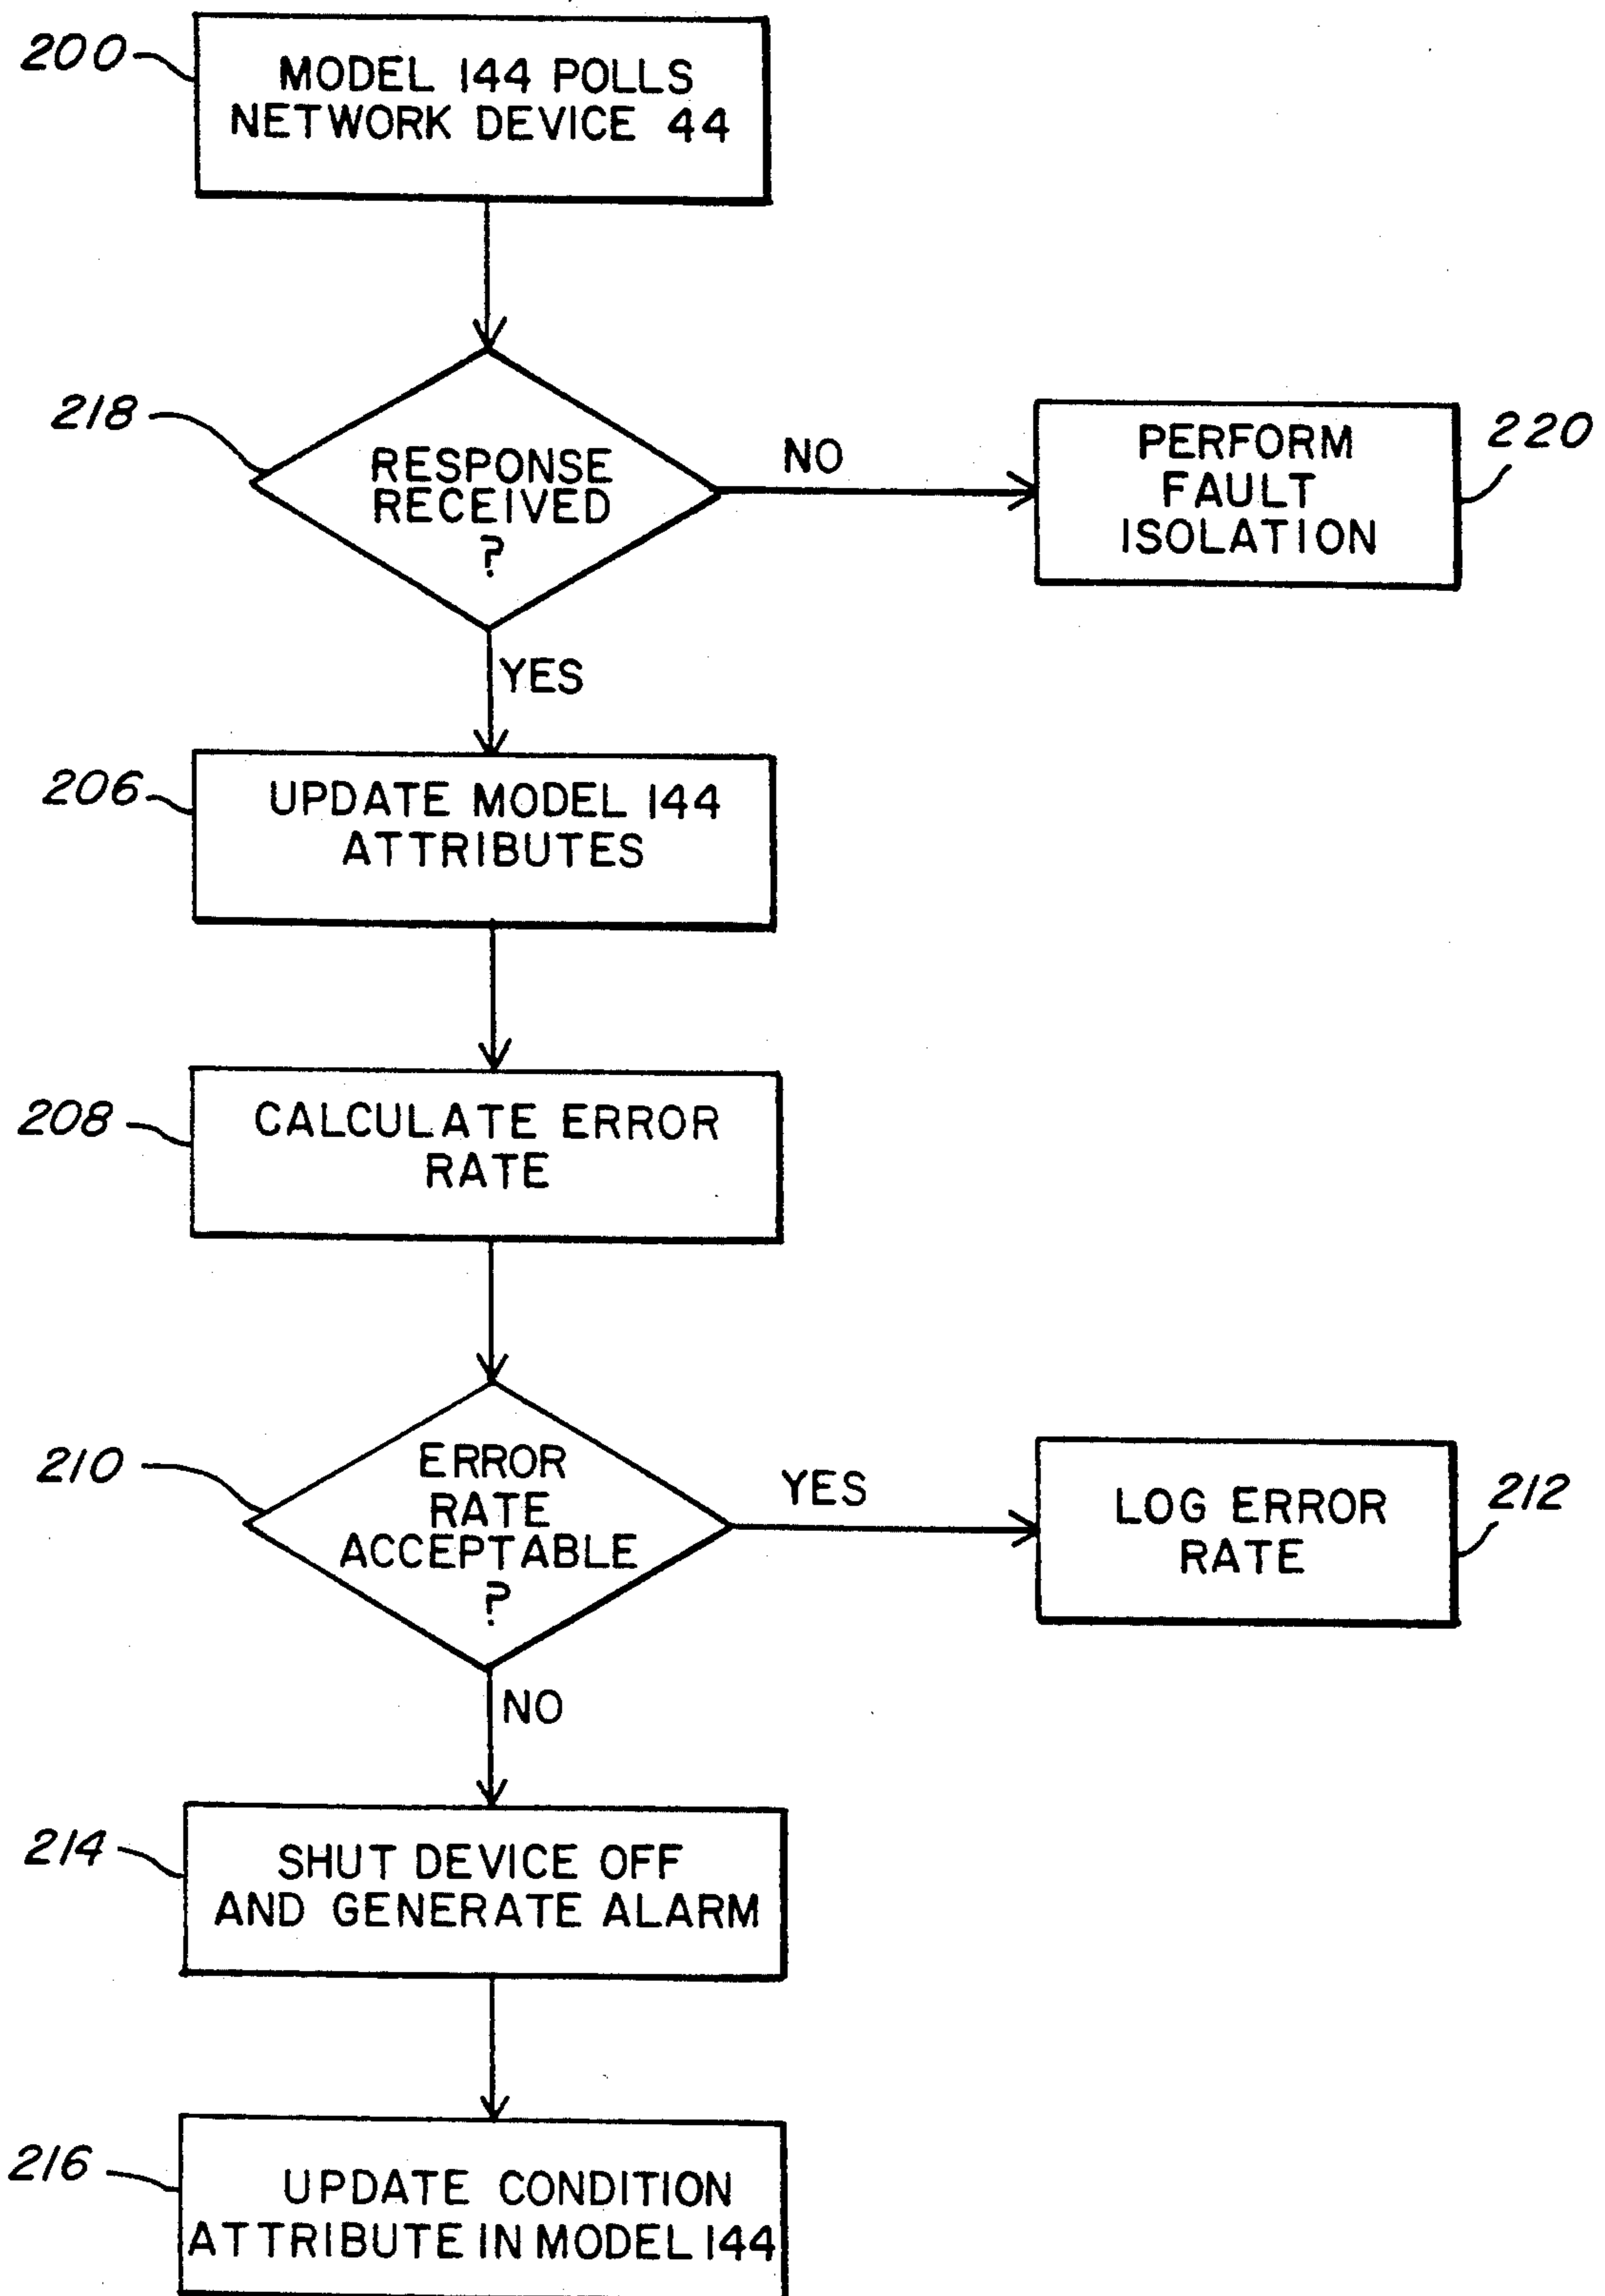 200
MODEL 144 POLLS
NETWORK DEVICE 44
218
RESPONSE
RECEIVED
?
NO
PERFORM
FAULT
ISOLATION
220
YES
206
UPDATE MODEL 144
ATTRIBUTES
208
CALCULATE ERROR
RATE
210
ERROR
RATE
ACCEPTABLE
?
YES
LOG ERROR
RATE
212
NO
214
SHUT DEVICE OFF
AND GENERATE ALARM
216
UPDATE CONDITION
ATTRIBUTE IN MODEL 144